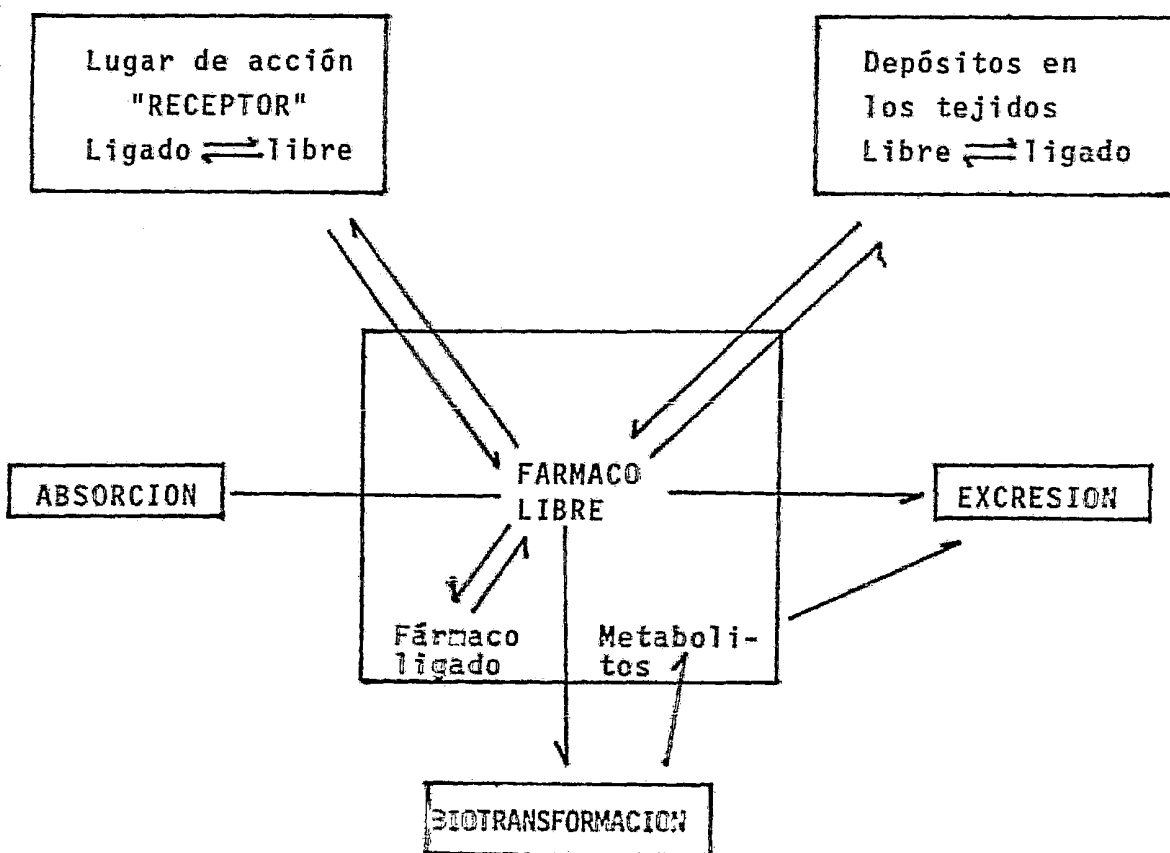 Lugar de acción
"RECEPTOR"
Ligado ⇌ libre
Depósitos en
los tejidos
Libre ⇌ ligado
ABSORCION
FARMACO
LIBRE
EXCRESION
Fármaco
ligado
Metaboli-
tos
BIOTRANSFORMACION